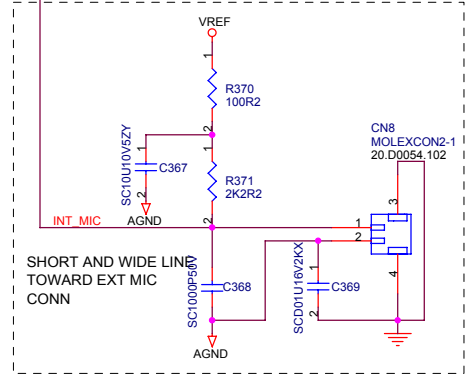 VREF
1
R370
100R2
2
CN8
MOLEXCON2-1
20.D0054.102
SC10U10V5ZY
1
C367
2
1
R371
2K2R2
2
AGND
3
INT_MIC
1
2
SHORT AND WIDE LINE
TOWARD EXT MIC
CONN
SC1000P50V
C368
SCD01U16V2KX
1
C369
2
4
AGND